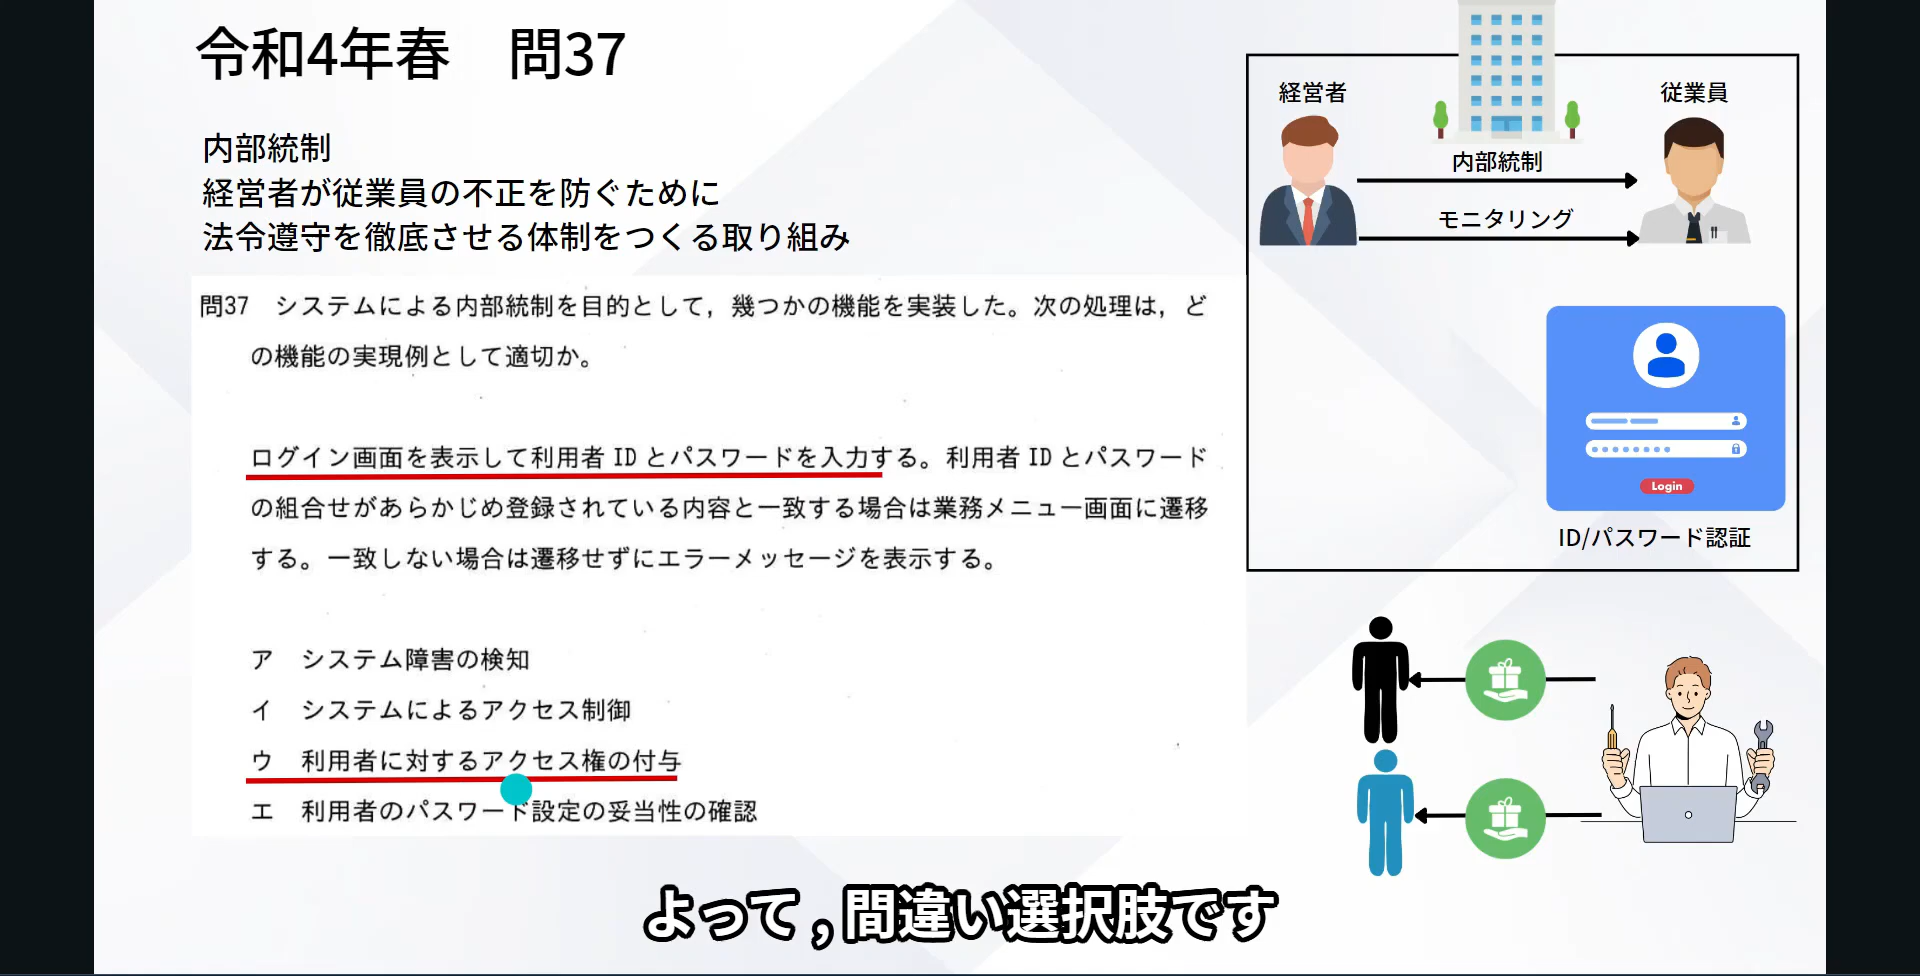 令和4年春　問37
内部統制
経営者が従業員の不正を防ぐために
法令遵守を徹底させる体制をつくる取り組み
問37　システムによる内部統制を目的として，幾つかの機能を実装した。次の処理は，ど
の機能の実現例として適切か。
ログイン画面を表示して利用者 ID とパスワードを入力する。利用者 ID とパスワード
の組合せがあらかじめ登録されている内容と一致する場合は業務メニュー画面に遷移
する。一致しない場合は遷移せずにエラーメッセージを表示する。
ア　システム障害の検知
イ　システムによるアクセス制御
ウ　利用者に対するアクセス権の付与
エ　利用者のパスワード設定の妥当性の確認
経営者
従業員
内部統制
モニタリング
Login
ID/パスワード認証
よって，間違い選択肢です